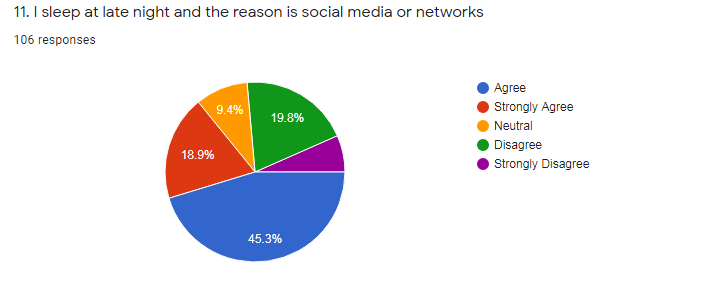 11. I sleep at late night and the reason is social media or networks
106 responses
9.4%
19.8%
18.9%
45.3%
Agree
Strongly Agree
Neutral
Disagree
Strongly Disagree